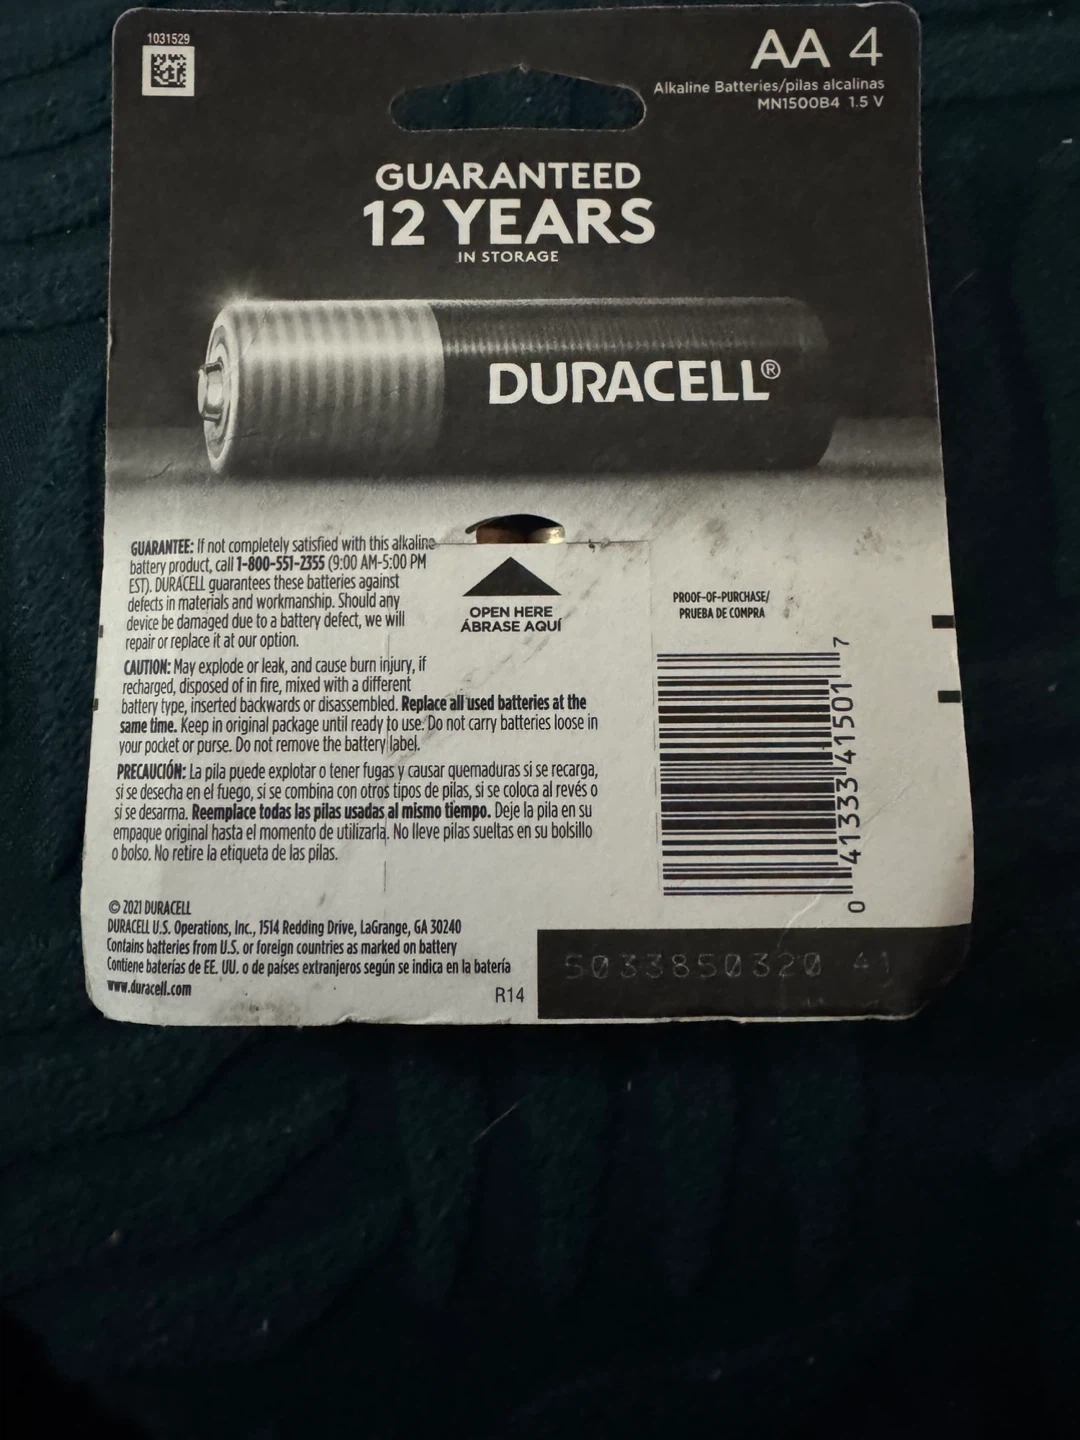 1031529
AA 4
Alkaline Batteries/pilas alcalinas
MN1500B4 1.5 V
GUARANTEED
12 YEARS
IN STORAGE
DURACELL®
GUARANTEE: If not completely satisfied with this alkaline
battery product, call 1-800-551-2355 (9:00 AM-5:00 PM
EST). DURACELL guarantees these batteries against
defects in materials and workmanship. Should any
device be damaged due to a battery defect, we will
repair or replace it at our option.
CAUTION: May explode or leak, and cause burn injury, if
recharged, disposed of in fire, mixed with a different
battery type, inserted backwards or disassembled. Replace all used batteries at the
same time. Keep in original package until ready to use. Do not carry batteries loose in
your pocket or purse. Do not remove the battery label.
PRECAUCIÓN: La pila puede explotar o tener fugas y causar quemaduras si se recarga,
si se desecha en el fuego, si se combina con otros tipos de pilas, si se coloca al revés o
si se desarma. Reemplace todas las pilas usadas al mismo tiempo. Deje la pila en su
empaque original hasta el momento de utilizarla. No lleve pilas sueltas en su bolsillo
o bolso. No retire la etiqueta de las pilas.
OPEN HERE
ÁBRASE AQUÍ
PROOF-OF-PURCHASE/
PRUEBA DE COMPRA
0 41333 41501 7
© 2021 DURACELL
DURACELL U.S. Operations, Inc., 1514 Redding Drive, LaGrange, GA 30240
Contains batteries from U.S. or foreign countries as marked on battery
Contiene baterías de EE. UU. o de países extranjeros según se indica en la batería
www.duracell.com
R14
5033850320 41